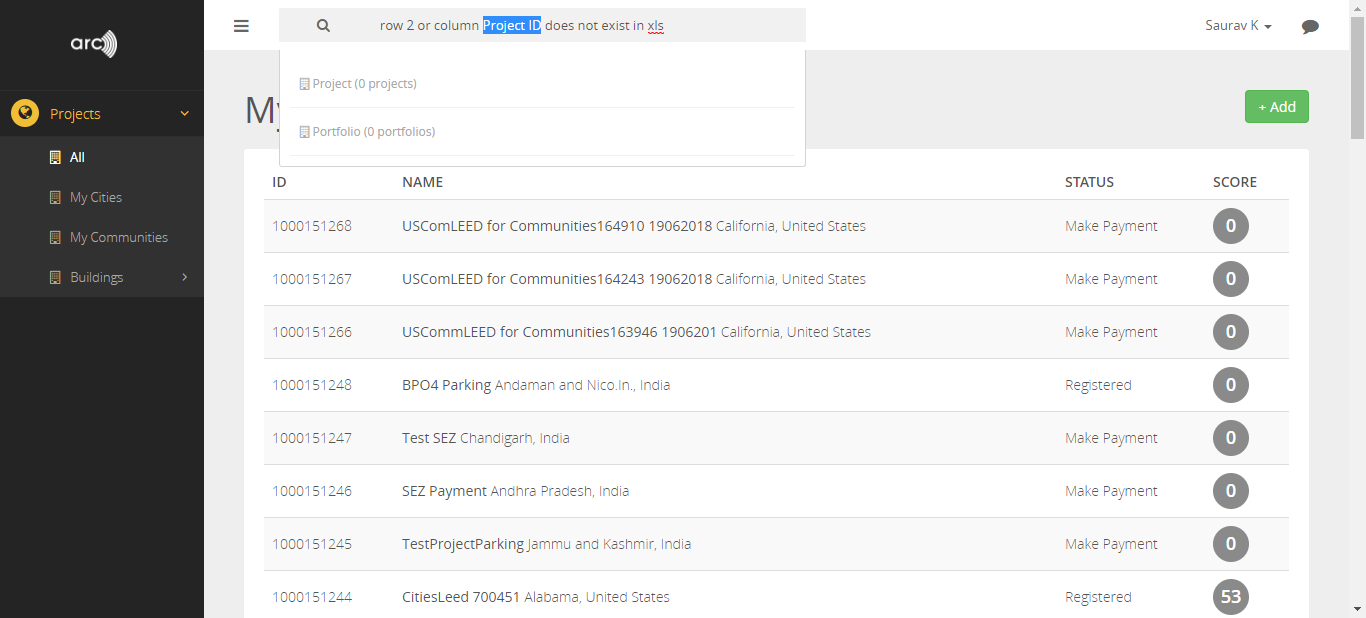 arc
row 2 or column Project ID does not exist in xls
Saurav K
Project (0 projects)
Portfolio (0 portfolios)
My
+ Add
Projects
All
My Cities
My Communities
Buildings
ID NAME STATUS SCORE
1000151268 USComLEED for Communities164910 19062018 California, United States Make Payment 0
1000151267 USComLEED for Communities164243 19062018 California, United States Make Payment 0
1000151266 USCommLEED for Communities163946 1906201 California, United States Make Payment 0
1000151248 BPO4 Parking Andaman and Nico.In., India Registered 0
1000151247 Test SEZ Chandigarh, India Make Payment 0
1000151246 SEZ Payment Andhra Pradesh, India Make Payment 0
1000151245 TestProjectParking Jammu and Kashmir, India Make Payment 0
1000151244 CitiesLeed 700451 Alabama, United States Registered 53